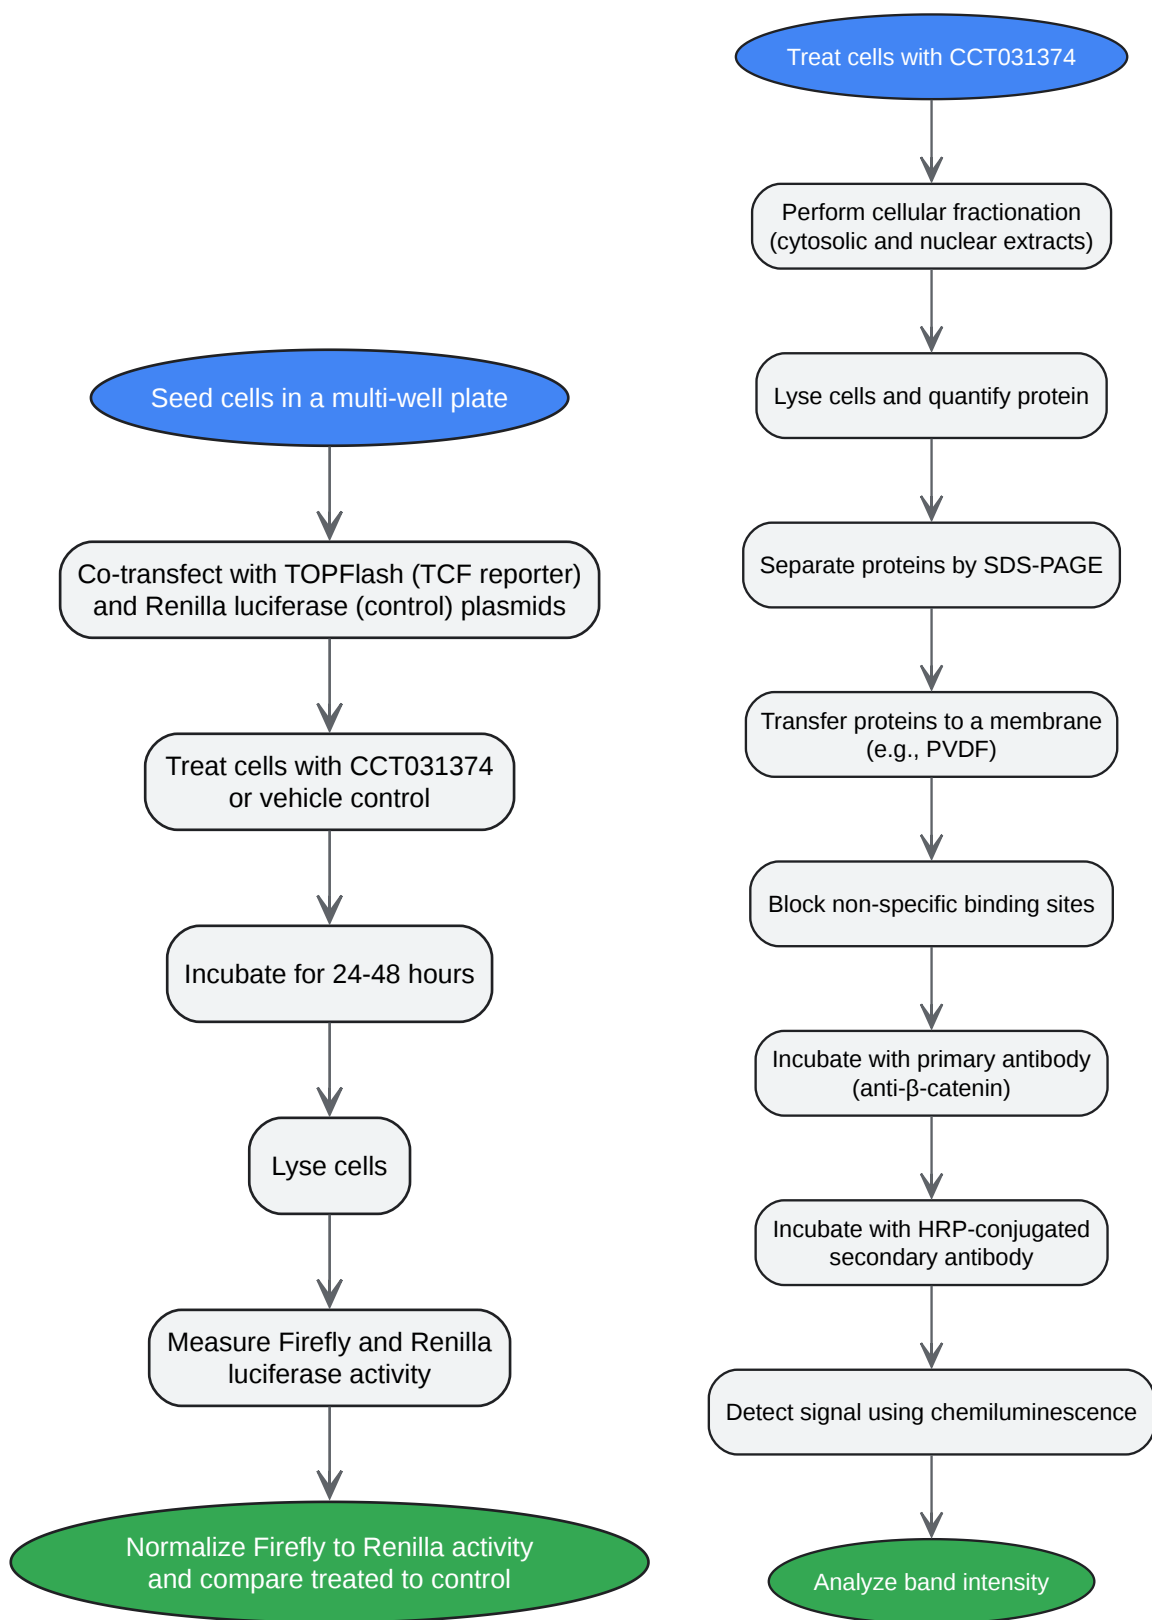 Seed cells in a multi-well plate
Co-transfect with TOPFlash (TCF reporter)
and Renilla luciferase (control) plasmids
Treat cells with CCT031374
or vehicle control
Incubate for 24-48 hours
Lyse cells
Measure Firefly and Renilla
luciferase activity
Normalize Firefly to Renilla activity
and compare treated to control
Treat cells with CCT031374
Perform cellular fractionation
(cytosolic and nuclear extracts)
Lyse cells and quantify protein
Separate proteins by SDS-PAGE
Transfer proteins to a membrane
(e.g., PVDF)
Block non-specific binding sites
Incubate with primary antibody
(anti-β-catenin)
Incubate with HRP-conjugated
secondary antibody
Detect signal using chemiluminescence
Analyze band intensity